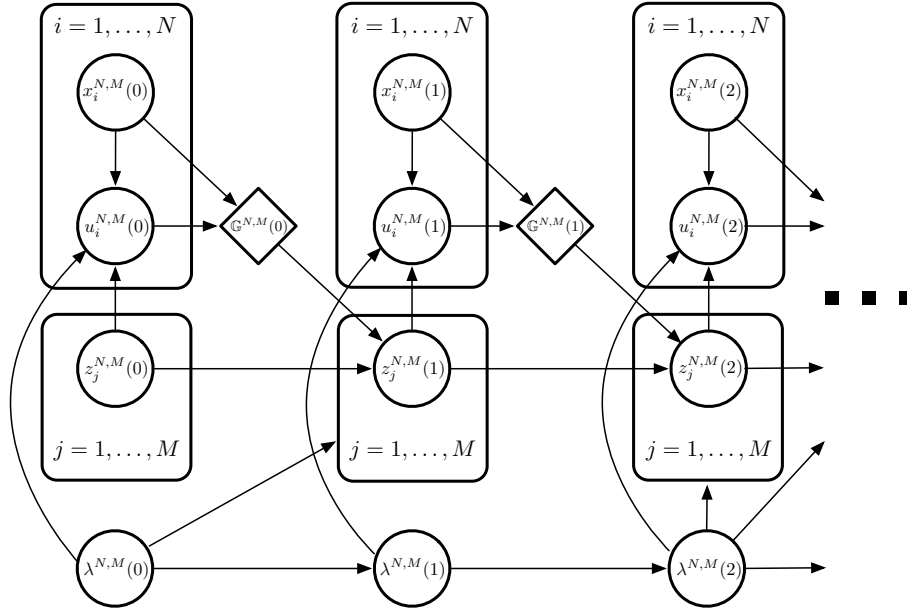 i = 1, . . . , N i = 1, . . . , N i = 1, . . . , N
x_i^{N,M}(0) x_i^{N,M}(1) x_i^{N,M}(2)
u_i^{N,M}(0) 𝔾^{N,M}(0) u_i^{N,M}(1) 𝔾^{N,M}(1) u_i^{N,M}(2)
z_j^{N,M}(0) z_j^{N,M}(1) z_j^{N,M}(2)
j = 1, . . . , M j = 1, . . . , M j = 1, . . . , M
λ^{N,M}(0) λ^{N,M}(1) λ^{N,M}(2)